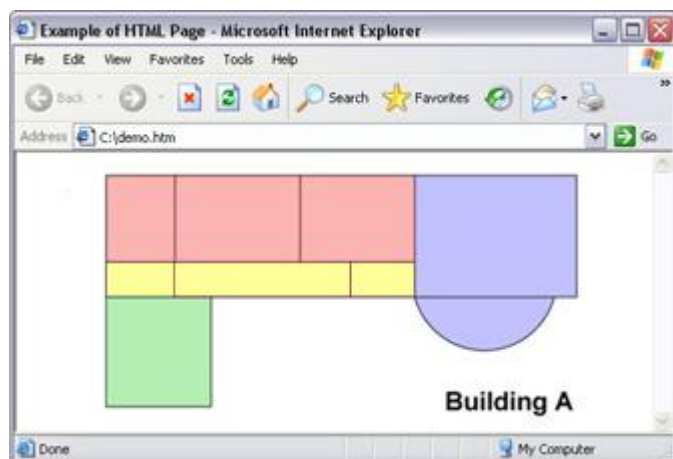 Example of HTML Page - Microsoft Internet Explorer
File Edit View Favorites Tools Help
Back Search Favorites »
Address C:\demo.htm Go
Building A
Done My Computer